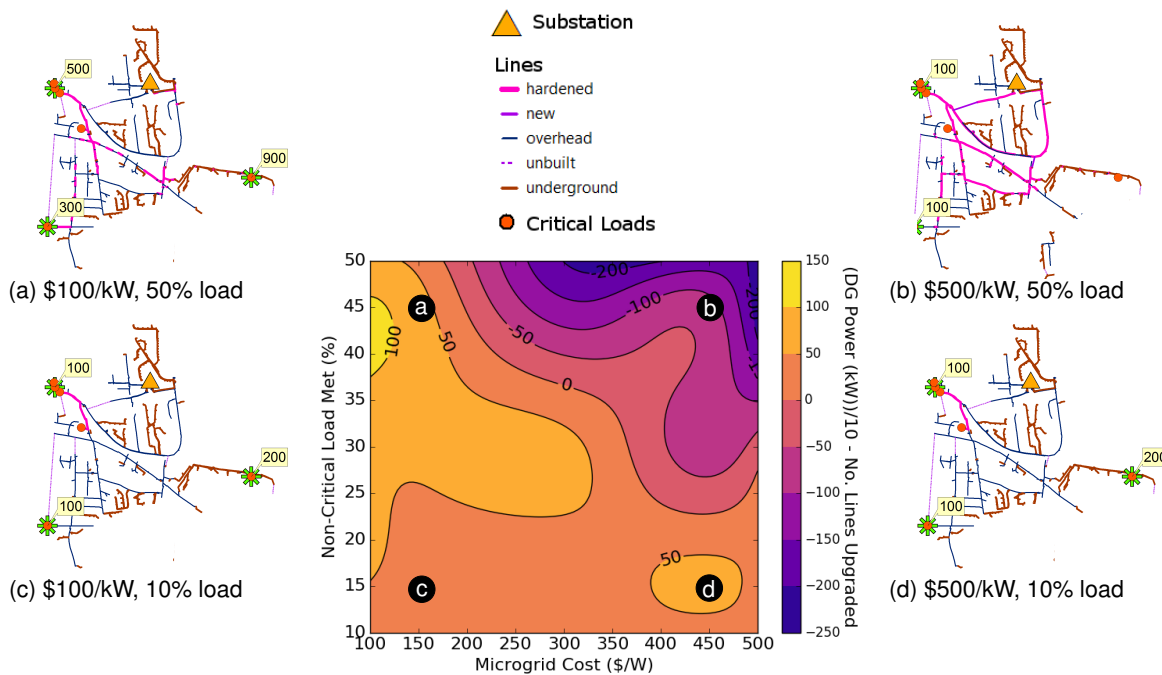 Substation
Lines
hardened
new
overhead
unbuilt
underground
Critical Loads
500
900
300
(a) $100/kW, 50% load
100
100
(b) $500/kW, 50% load
100
200
100
(c) $100/kW, 10% load
100
200
100
(d) $500/kW, 10% load
Non-Critical Load Met (%)
50
45
40
35
30
25
20
15
10
100
150
200
250
300
350
400
450
500
Microgrid Cost ($/W)
a
b
c
d
100
50
0
-50
-100
-200
50
150
100
50
0
−50
−100
−150
−200
−250
(DG Power (kW))/10 - No. Lines Upgraded